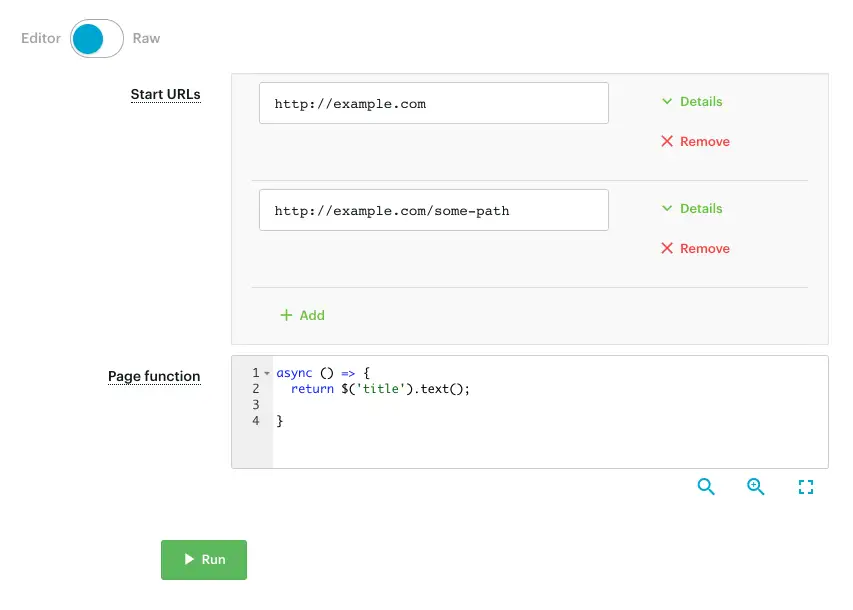 Editor Raw
Start URLs
http://example.com
Details
Remove
http://example.com/some-path
Details
Remove
+ Add
Page function
1 async () => {
2 return $('title').text();
3
4 }
Run